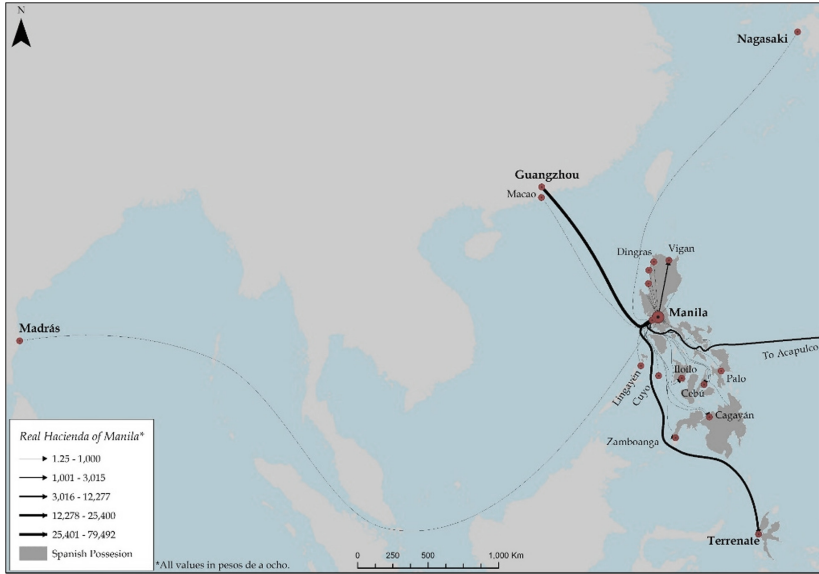 N
Nagasaki
Guangzhou
Macao
Dingras
Vigan
Manila
Madrás
To Acapulco
Lingayén
Cuyo
Iloilo
Cebú
Palo
Cagayán
Zamboanga
Terrenate
Real Hacienda of Manila*
1.25 - 1,000
1,001 - 3,015
3,016 - 12,277
12,278 - 25,400
25,401 - 79,492
Spanish Possesion
*All values in pesos de a ocho.
0 250 500 1,000 Km